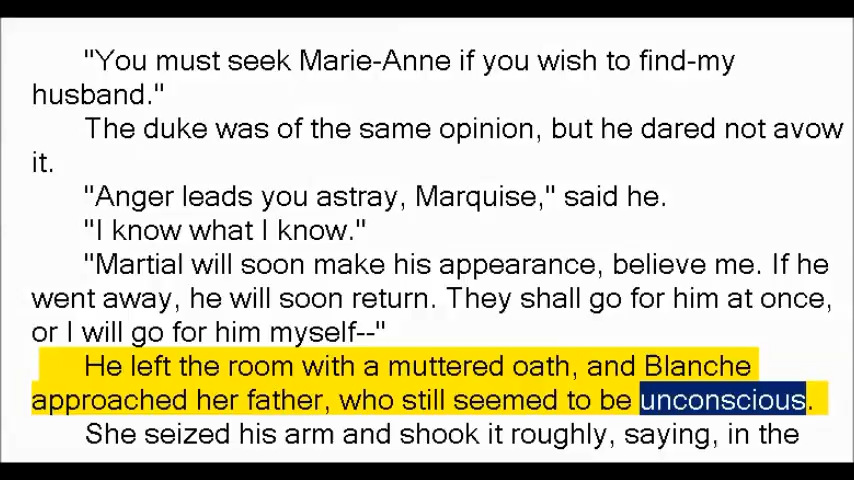 "You must seek Marie-Anne if you wish to find-my
husband."
The duke was of the same opinion, but he dared not avow
it.
"Anger leads you astray, Marquise," said he.
"I know what I know."
"Martial will soon make his appearance, believe me. If he
went away, he will soon return. They shall go for him at once,
or I will go for him myself--"
He left the room with a muttered oath, and Blanche
approached her father, who still seemed to be unconscious.
She seized his arm and shook it roughly, saying, in the